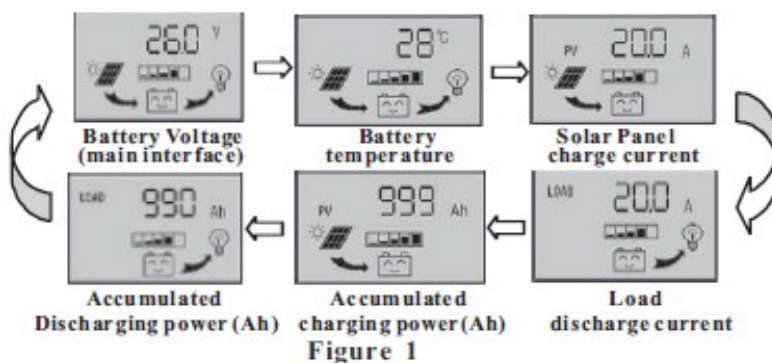 26.0 V
28 °C
PV 20.0 A
Battery Voltage
(main interface)
Battery
temperature
Solar Panel
charge current
LOAD 990 Ah
PV 999 Ah
LOAD 20.0 A
Accumulated
Discharging power (Ah)
Accumulated
charging power (Ah)
Load
discharge current
Figure 1